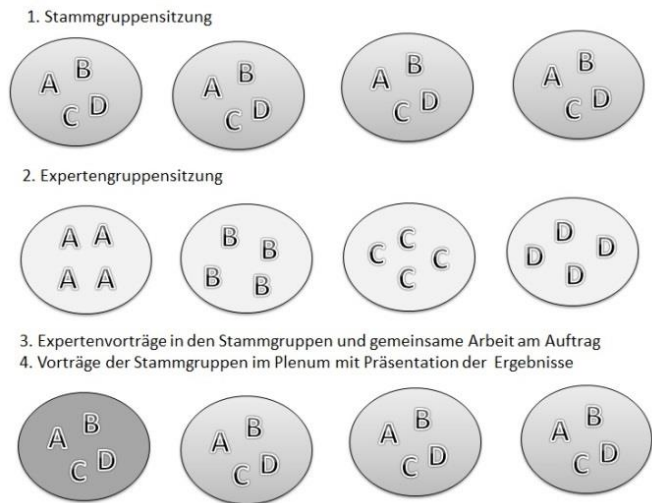 1. Stammgruppensitzung
A B C D
A B C D
A B C D
A B C D
2. Expertengruppensitzung
A A A A
B B B B
C C C C
D D D D
3. Expertenvorträge in den Stammgruppen und gemeinsame Arbeit am Auftrag
4. Vorträge der Stammgruppen im Plenum mit Präsentation der Ergebnisse
A B C D
A B C D
A B C D
A B C D